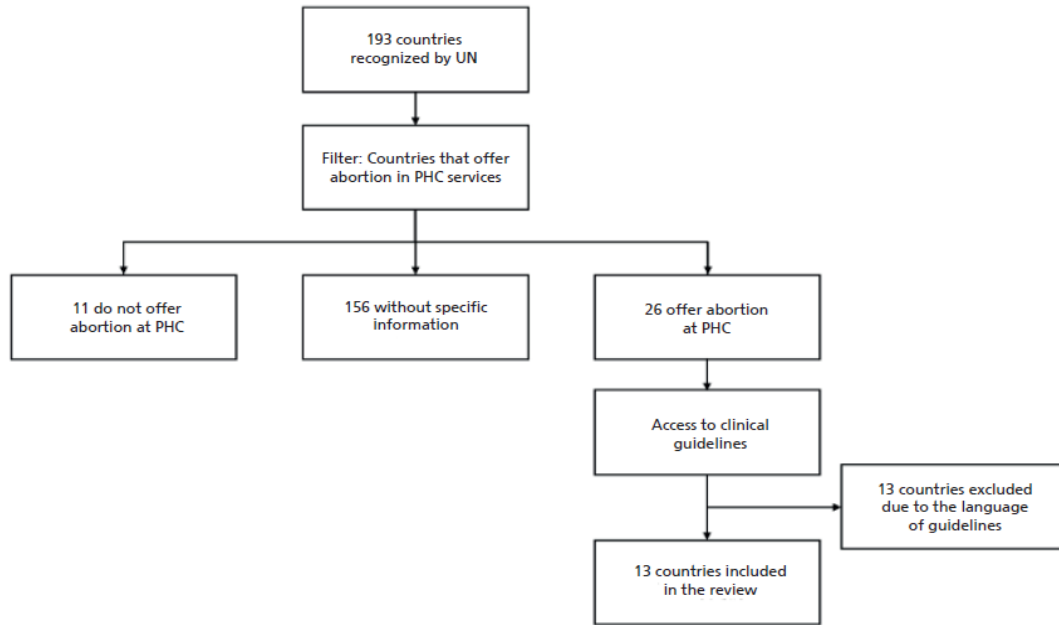 193 countries
recognized by UN
Filter: Countries that offer
abortion in PHC services
11 do not offer
abortion at PHC
156 without specific
information
26 offer abortion
at PHC
Access to clinical
guidelines
13 countries excluded
due to the language
of guidelines
13 countries included
in the review